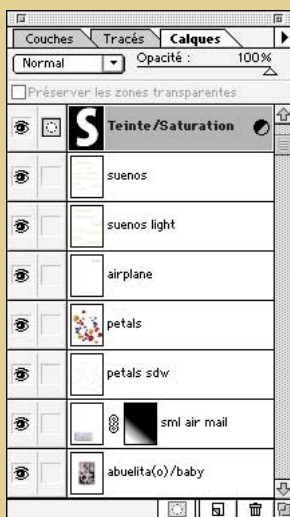 Couches Tracés Calques
Normal Opacité : 100%
Préserver les zones transparentes
S Teinte/Saturation
suenos
suenos light
airplane
petals
petals sdw
sml air mail
abuelita(o)/baby